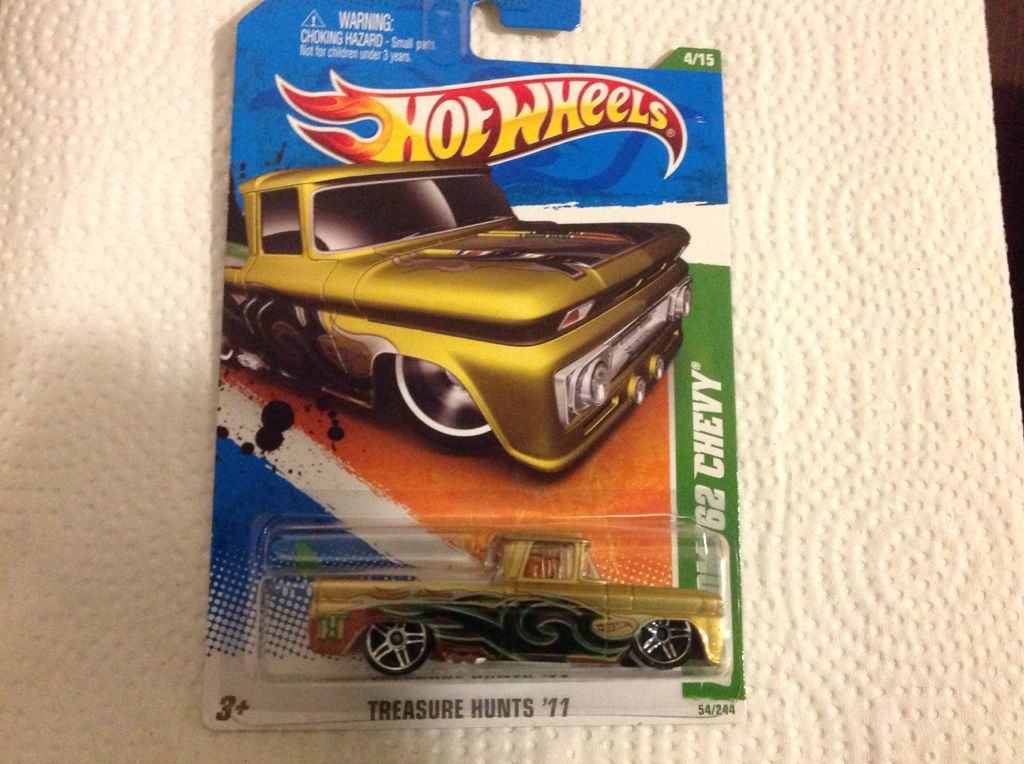 WARNING:
CHOKING HAZARD - Small parts
Not for children under 3 years.
4/15
HOT WHEELS®
'62 CHEVY®
TH
3+
TREASURE HUNTS '11
54/244